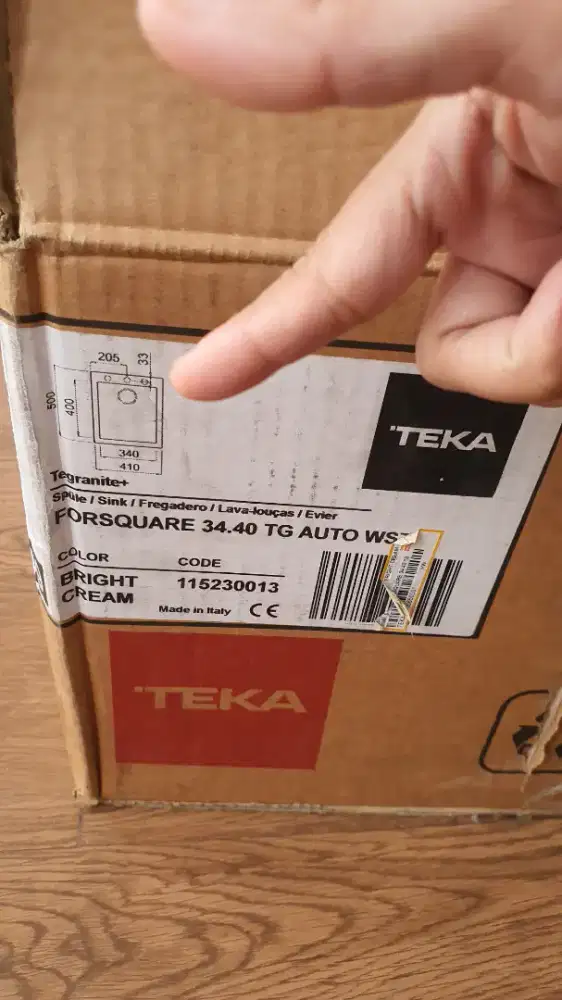 205
33
500
400
340
410
Tegranite+
Spüle / Sink / Fregadero / Lava-louças / Evier
FORSQUARE 34.40 TG AUTO
COLOR CODE
BRIGHT 115230013
CREAM Made in Italy CE
TEKA
TEKA